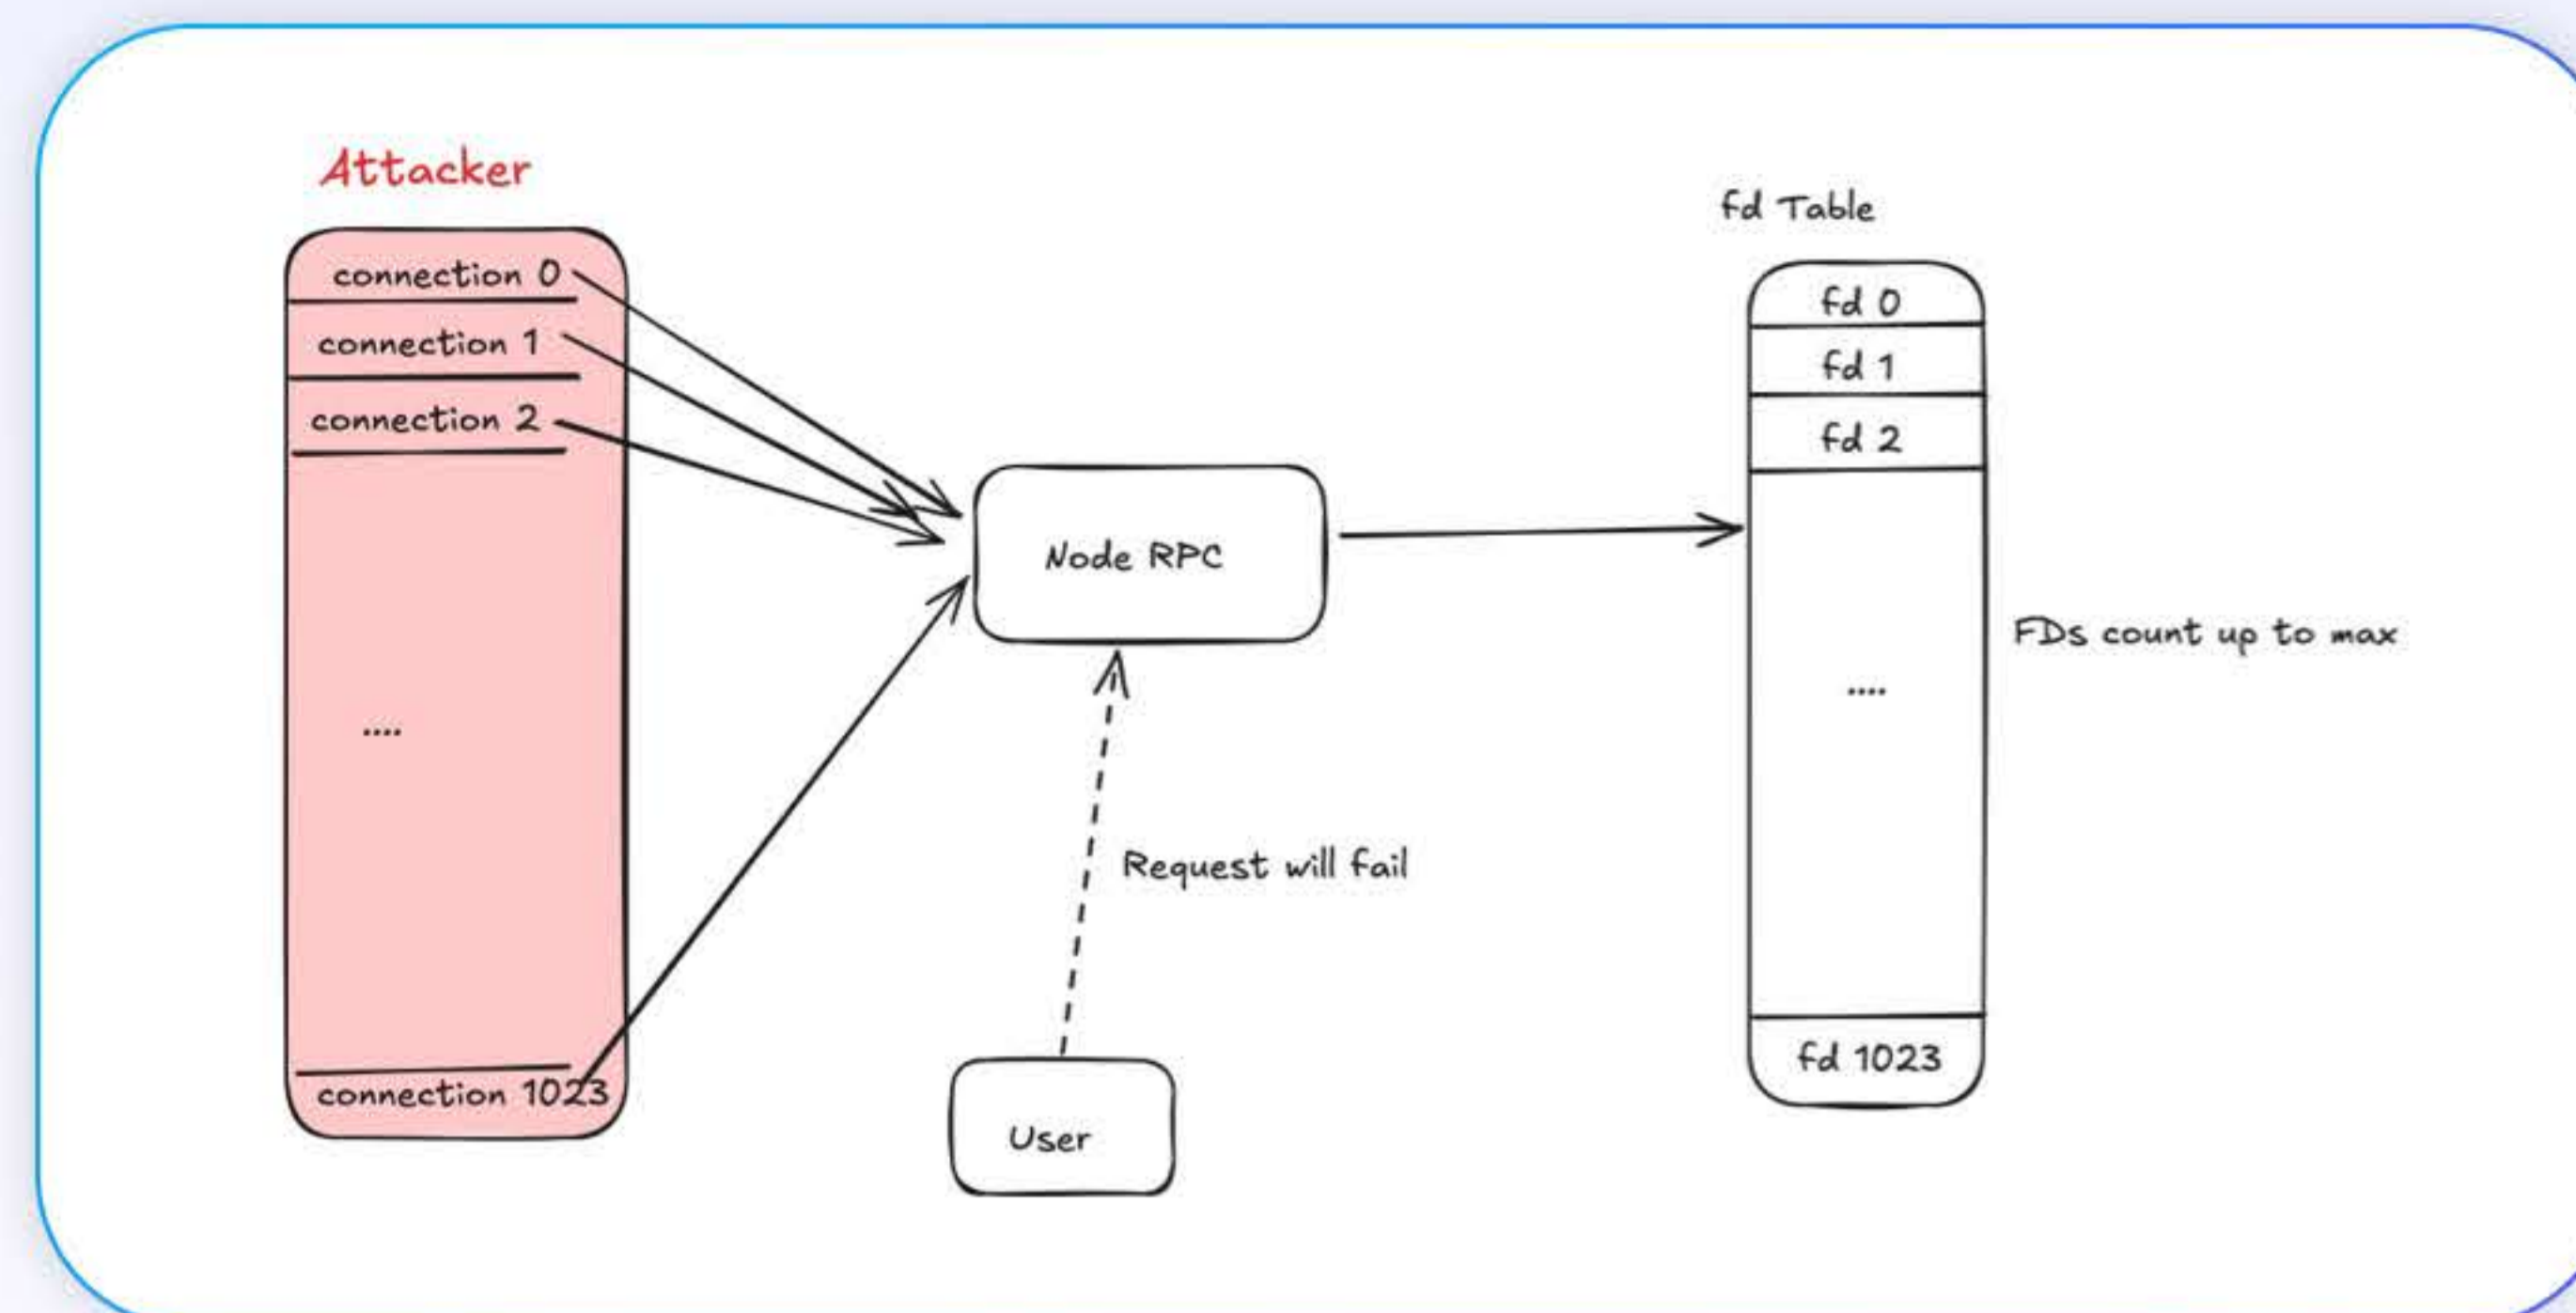 Attacker
connection 0
connection 1
connection 2
....
connection 1023
Node RPC
Request will fail
User
fd Table
fd 0
fd 1
fd 2
....
fd 1023
FDs count up to max